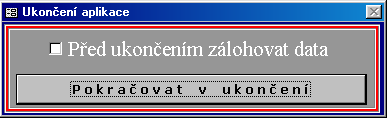 Ukončení aplikace
Před ukončením zálohovat data
Pokračovat v ukončení